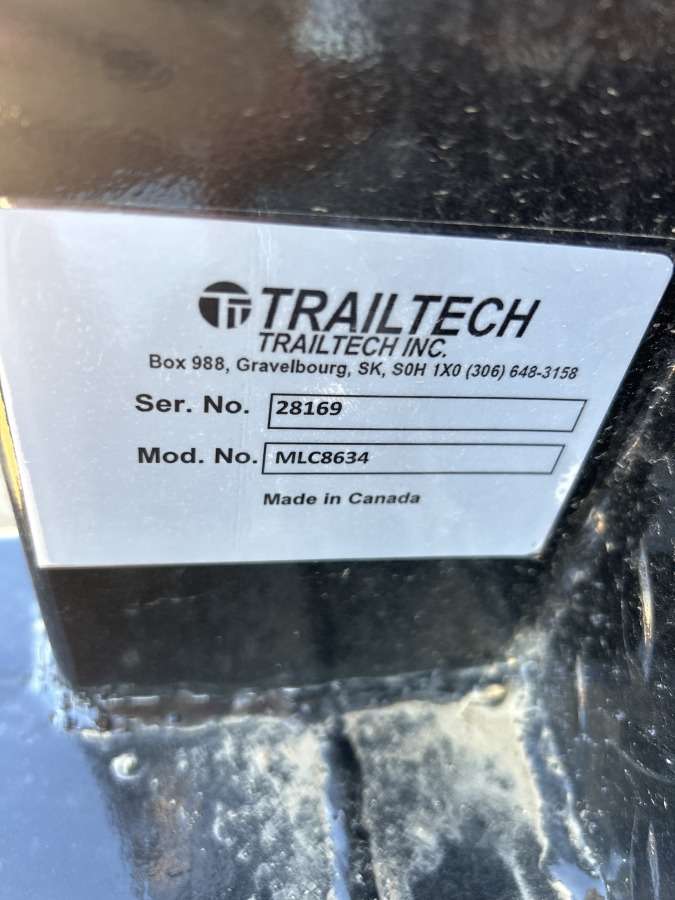 TRAILTECH
TRAILTECH INC.
Box 988, Gravelbourg, SK, S0H 1X0 (306) 648-3158
Ser. No. 28169
Mod. No. MLC8634
Made in Canada